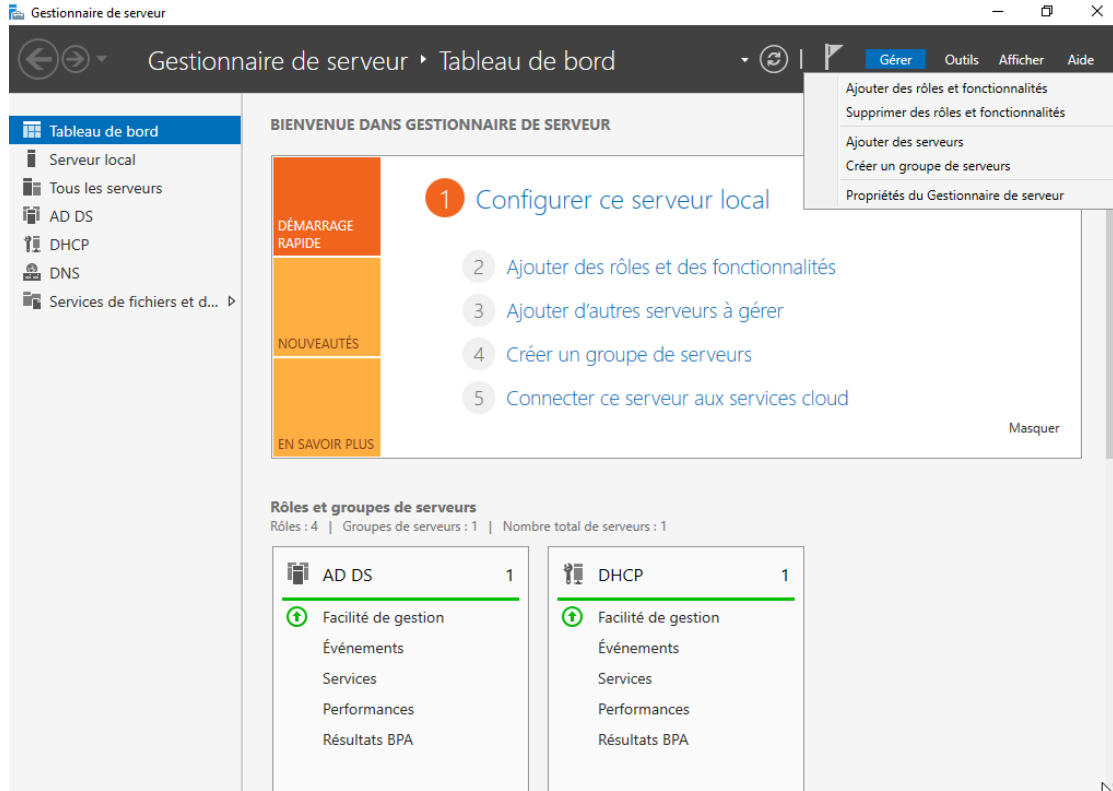 Gestionnaire de serveur
Gestionnaire de serveur • Tableau de bord
Gérer Outils Afficher Aide
Ajouter des rôles et fonctionnalités
Supprimer des rôles et fonctionnalités
Ajouter des serveurs
Créer un groupe de serveurs
Propriétés du Gestionnaire de serveur
Tableau de bord
Serveur local
Tous les serveurs
AD DS
DHCP
DNS
Services de fichiers et d...
BIENVENUE DANS GESTIONNAIRE DE SERVEUR
DÉMARRAGE
RAPIDE
NOUVEAUTÉS
EN SAVOIR PLUS
1 Configurer ce serveur local
2 Ajouter des rôles et des fonctionnalités
3 Ajouter d’autres serveurs à gérer
4 Créer un groupe de serveurs
5 Connecter ce serveur aux services cloud
Masquer
Rôles et groupes de serveurs
Rôles : 4 | Groupes de serveurs : 1 | Nombre total de serveurs : 1
AD DS 1
Facilité de gestion
Événements
Services
Performances
Résultats BPA
DHCP 1
Facilité de gestion
Événements
Services
Performances
Résultats BPA